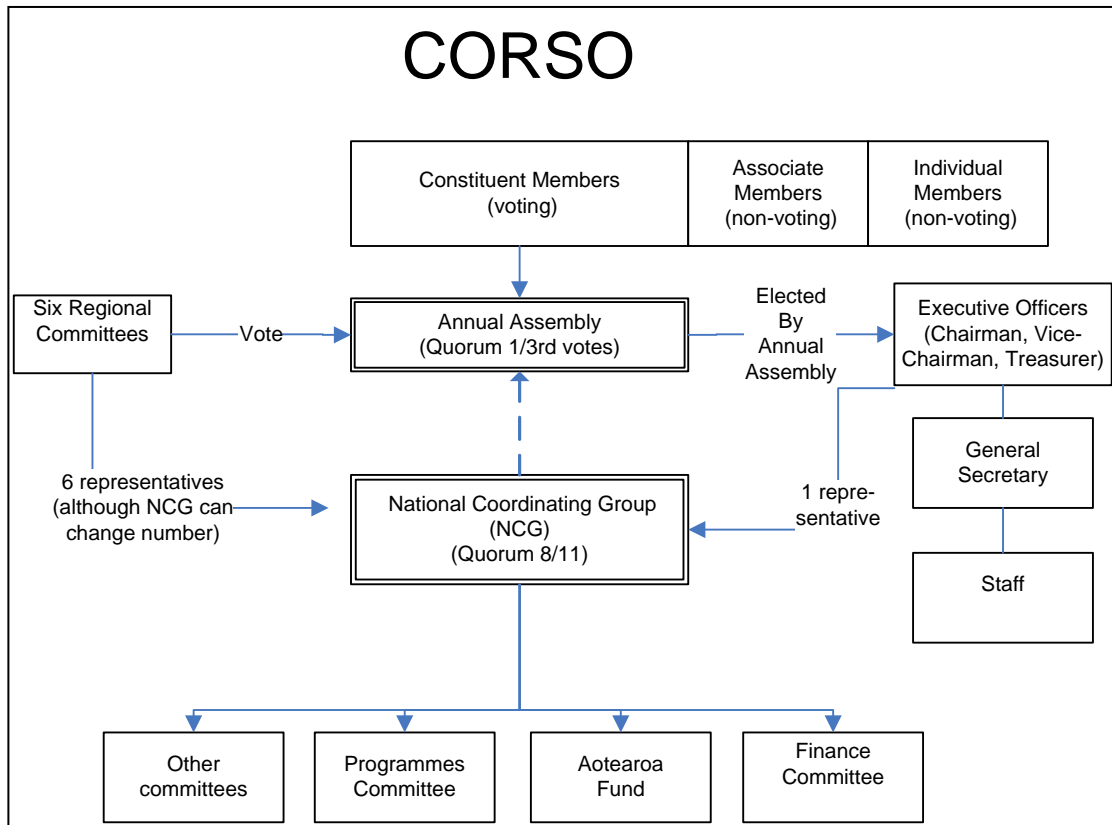 CORSO
Constituent Members
(voting)
Associate
Members
(non-voting)
Individual
Members
(non-voting)
Six Regional
Committees
Vote
Annual Assembly
(Quorum 1/3rd votes)
Elected
By
Annual
Assembly
Executive Officers
(Chairman, Vice-
Chairman, Treasurer)
General
Secretary
6 representatives
(although NCG can
change number)
National Coordinating Group
(NCG)
(Quorum 8/11)
1 repre-
sentative
Staff
Other
committees
Programmes
Committee
Aotearoa
Fund
Finance
Committee